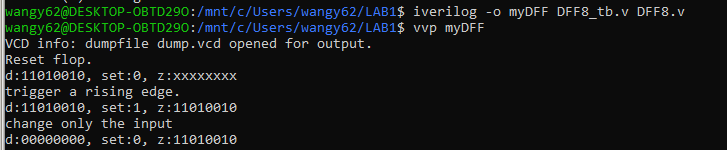 wangy62@DESKTOP-OBTD29O:/mnt/c/Users/wangy62/LAB1$ iverilog -o myDFF DFF8_tb.v DFF8.v
wangy62@DESKTOP-OBTD29O:/mnt/c/Users/wangy62/LAB1$ vvp myDFF
VCD info: dumpfile dump.vcd opened for output.
Reset flop.
d:11010010, set:0, z:xxxxxxxx
trigger a rising edge.
d:11010010, set:1, z:11010010
change only the input
d:00000000, set:0, z:11010010